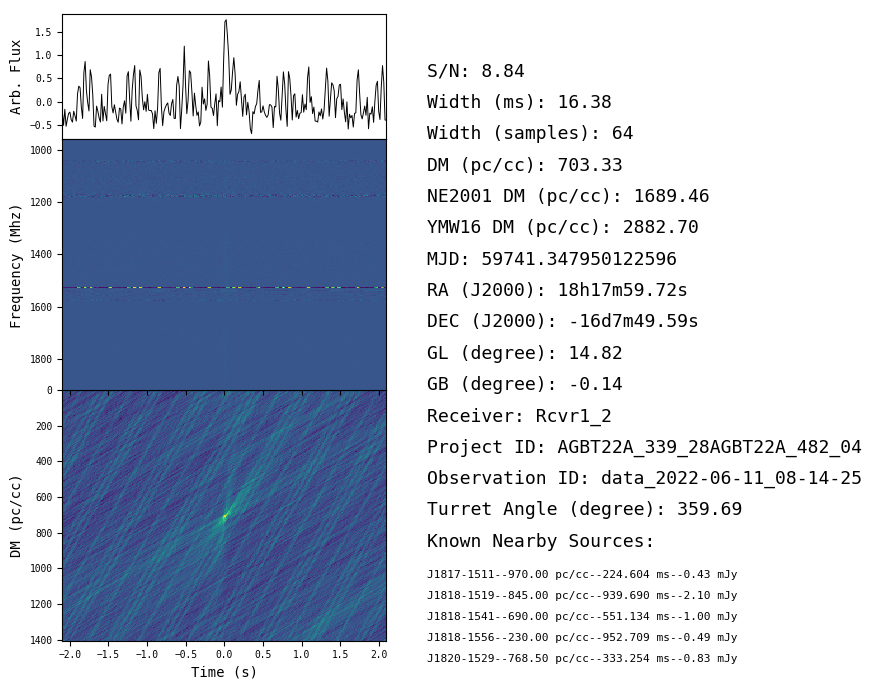 Arb. Flux
1.5
1.0
0.5
0.0
−0.5
Frequency (Mhz)
1000
1200
1400
1600
1800
DM (pc/cc)
0
200
400
600
800
1000
1200
1400
−2.0 −1.5 −1.0 −0.5 0.0 0.5 1.0 1.5 2.0
Time (s)
S/N: 8.84
Width (ms): 16.38
Width (samples): 64
DM (pc/cc): 703.33
NE2001 DM (pc/cc): 1689.46
YMW16 DM (pc/cc): 2882.70
MJD: 59741.347950122596
RA (J2000): 18h17m59.72s
DEC (J2000): -16d7m49.59s
GL (degree): 14.82
GB (degree): -0.14
Receiver: Rcvr1_2
Project ID: AGBT22A_339_28AGBT22A_482_04
Observation ID: data_2022-06-11_08-14-25
Turret Angle (degree): 359.69
Known Nearby Sources:
J1817-1511--970.00 pc/cc--224.604 ms--0.43 mJy
J1818-1519--845.00 pc/cc--939.690 ms--2.10 mJy
J1818-1541--690.00 pc/cc--551.134 ms--1.00 mJy
J1818-1556--230.00 pc/cc--952.709 ms--0.49 mJy
J1820-1529--768.50 pc/cc--333.254 ms--0.83 mJy